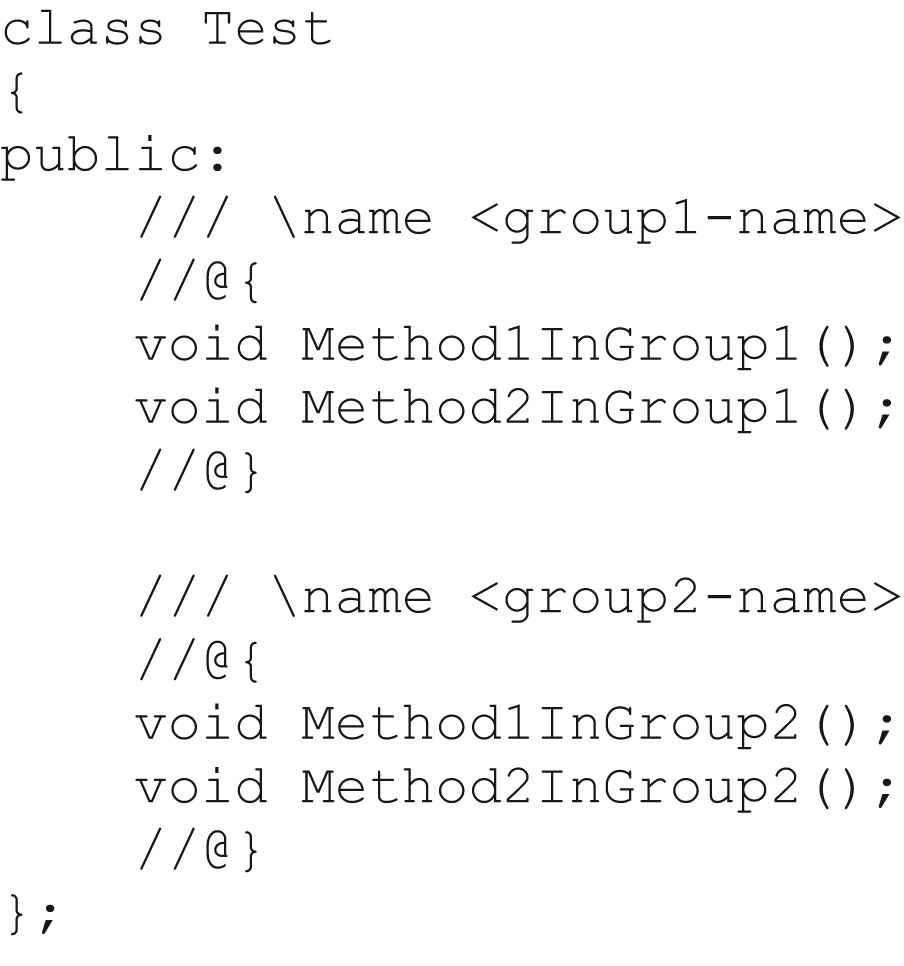 class Test
{
public:
    /// \name <group1-name>
    //@{
    void Method1InGroup1();
    void Method2InGroup1();
    //@}

    /// \name <group2-name>
    //@{
    void Method1InGroup2();
    void Method2InGroup2();
    //@}
};